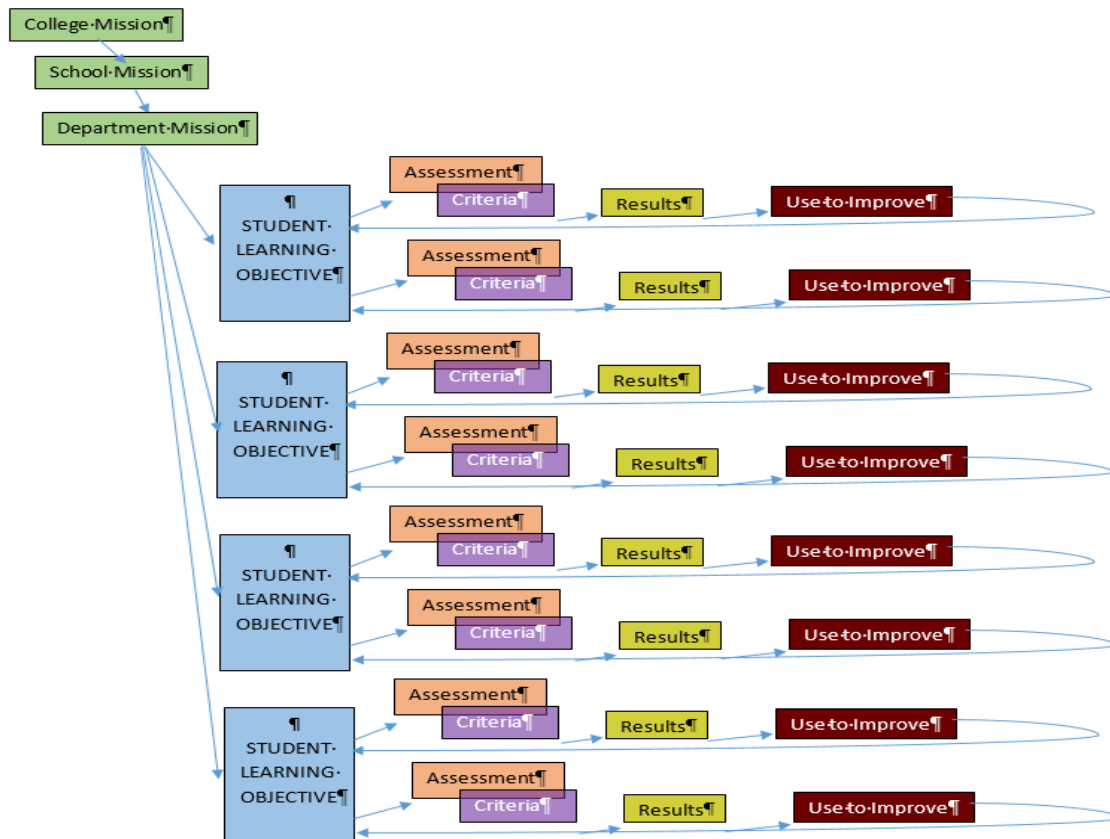 College·Mission¶
School·Mission¶
Department·Mission¶
¶
STUDENT·
LEARNING·
OBJECTIVE¶
Assessment¶
Criteria¶
Results¶
Use·to·Improve¶
Assessment¶
Criteria¶
Results¶
Use·to·Improve¶
¶
STUDENT·
LEARNING·
OBJECTIVE¶
Assessment¶
Criteria¶
Results¶
Use·to·Improve¶
Assessment¶
Criteria¶
Results¶
Use·to·Improve¶
¶
STUDENT·
LEARNING·
OBJECTIVE¶
Assessment¶
Criteria¶
Results¶
Use·to·Improve¶
Assessment¶
Criteria¶
Results¶
Use·to·Improve¶
¶
STUDENT·
LEARNING·
OBJECTIVE¶
Assessment¶
Criteria¶
Results¶
Use·to·Improve¶
Assessment¶
Criteria¶
Results¶
Use·to·Improve¶